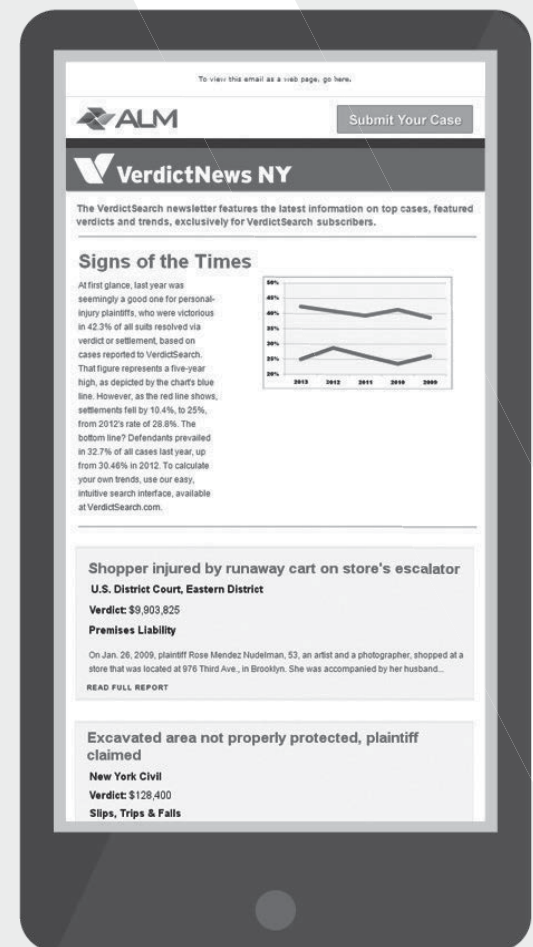 To view this email as a web page, go here.
ALM
Submit Your Case
VerdictNews NY
The VerdictSearch newsletter features the latest information on top cases, featured
verdicts and trends, exclusively for VerdictSearch subscribers.
Signs of the Times
At first glance, last year was
seemingly a good one for personal-
injury plaintiffs, who were victorious
in 42.3% of all suits resolved via
verdict or settlement, based on
cases reported to VerdictSearch.
That figure represents a five-year
high, as depicted by the chart's blue
line. However, as the red line shows,
settlements fell by 10.4%, to 25%,
from 2012's rate of 28.8%. The
bottom line? Defendants prevailed
in 32.7% of all cases last year, up
from 30.46% in 2012. To calculate
your own trends, use our easy,
intuitive search interface, available
at VerdictSearch.com.
50%
45%
40%
35%
30%
25%
20%
2013 2012 2011 2010 2009
Shopper injured by runaway cart on store's escalator
U.S. District Court, Eastern District
Verdict: $9,903,825
Premises Liability
On Jan. 26, 2009, plaintiff Rose Mendez Nudelman, 53, an artist and a photographer, shopped at a
store that was located at 976 Third Ave., in Brooklyn. She was accompanied by her husband...
READ FULL REPORT
Excavated area not properly protected, plaintiff
claimed
New York Civil
Verdict: $128,400
Slips, Trips & Falls